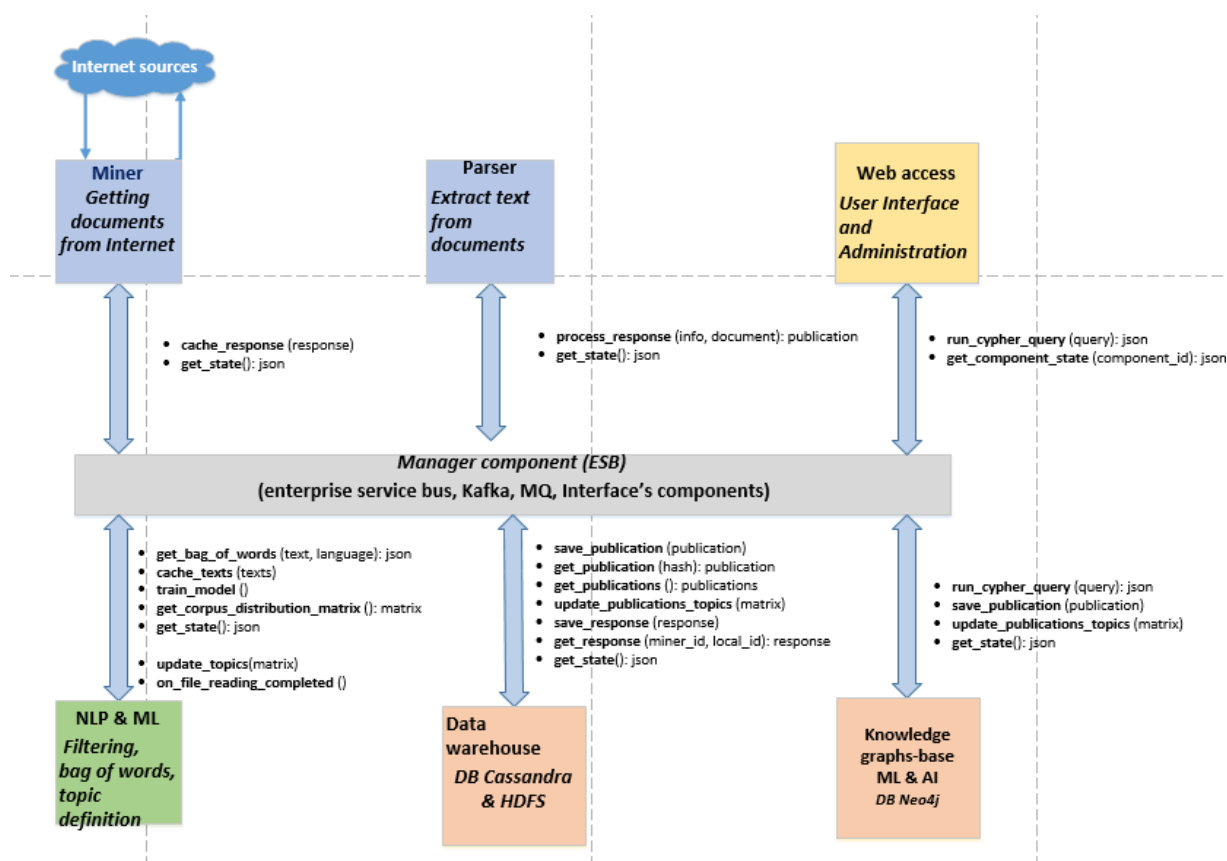 Internet sources
Miner
Getting
documents
from Internet
Parser
Extract text
from
documents
Web access
User Interface
and
Administration
• cache_response (response)
• get_state(): json
• process_response (info, document): publication
• get_state(): json
• run_cypher_query (query): json
• get_component_state (component_id): json
Manager component (ESB)
(enterprise service bus, Kafka, MQ, Interface's components)
• get_bag_of_words (text, language): json
• cache_texts (texts)
• train_model ()
• get_corpus_distribution_matrix (): matrix
• get_state(): json
• update_topics(matrix)
• on_file_reading_completed ()
• save_publication (publication)
• get_publication (hash): publication
• get_publications (): publications
• update_publications_topics (matrix)
• save_response (response)
• get_response (miner_id, local_id): response
• get_state(): json
• run_cypher_query (query): json
• save_publication (publication)
• update_publications_topics (matrix)
• get_state(): json
NLP & ML
Filtering,
bag of words,
topic
definition
Data
warehouse
DB Cassandra
& HDFS
Knowledge
graphs-base
ML & AI
DB Neo4j